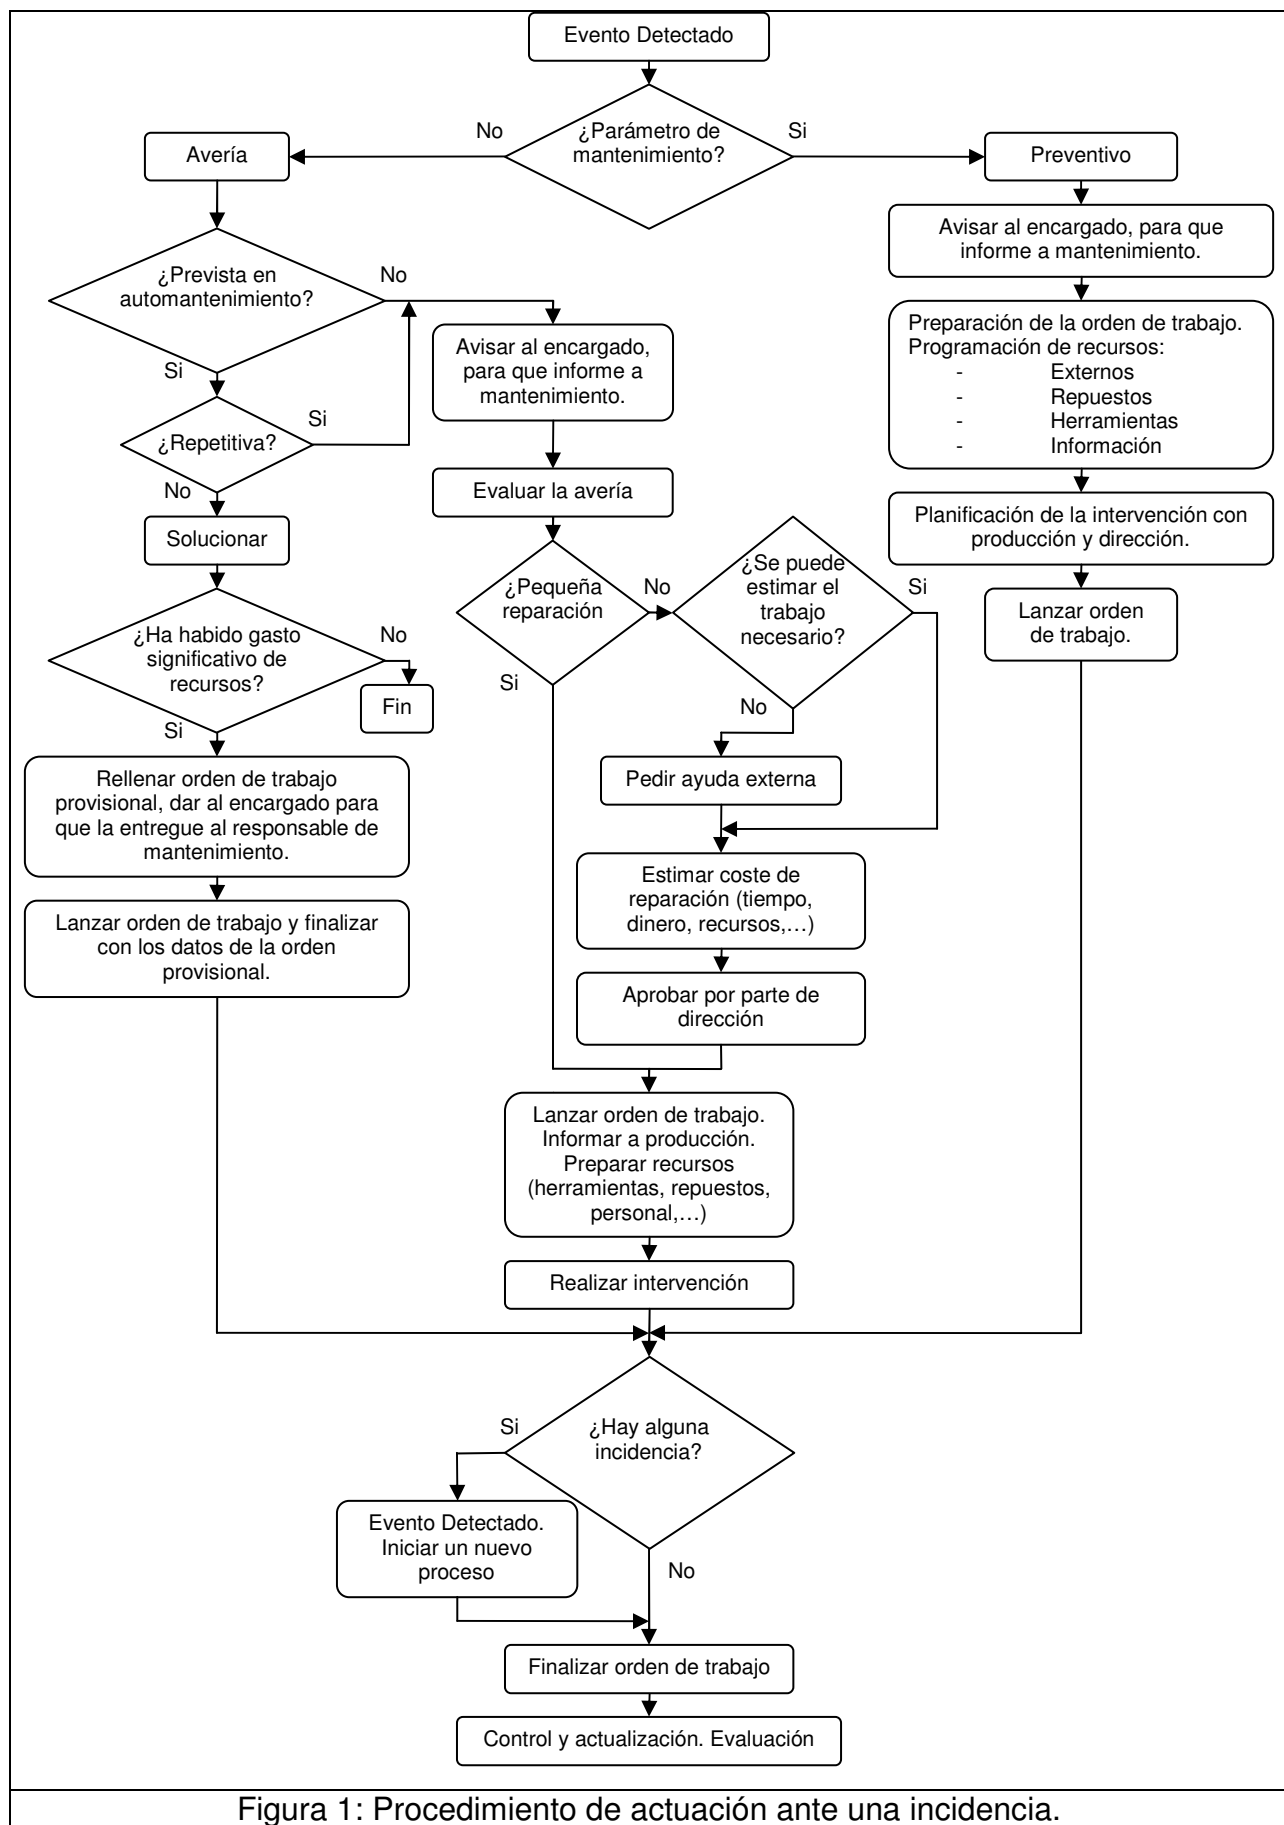 Evento Detectado
¿Parámetro de
mantenimiento?
No
Si
Avería
Preventivo
Avisar al encargado, para que
informe a mantenimiento.
Preparación de la orden de trabajo.
Programación de recursos:
- Externos
- Repuestos
- Herramientas
- Información
Planificación de la intervención con
producción y dirección.
Lanzar orden
de trabajo.
¿Prevista en
automantenimiento?
No
Si
¿Repetitiva?
Si
No
Solucionar
¿Ha habido gasto
significativo de
recursos?
No
Fin
Si
Rellenar orden de trabajo
provisional, dar al encargado para
que la entregue al responsable de
mantenimiento.
Lanzar orden de trabajo y finalizar
con los datos de la orden
provisional.
Avisar al encargado,
para que informe a
mantenimiento.
Evaluar la avería
¿Pequeña
reparación
No
Si
¿Se puede
estimar el
trabajo
necesario?
Si
No
Pedir ayuda externa
Estimar coste de
reparación (tiempo,
dinero, recursos,…)
Aprobar por parte de
dirección
Lanzar orden de trabajo.
Informar a producción.
Preparar recursos
(herramientas, repuestos,
personal,…)
Realizar intervención
¿Hay alguna
incidencia?
Si
No
Evento Detectado.
Iniciar un nuevo
proceso
Finalizar orden de trabajo
Control y actualización. Evaluación
Figura 1: Procedimiento de actuación ante una incidencia.